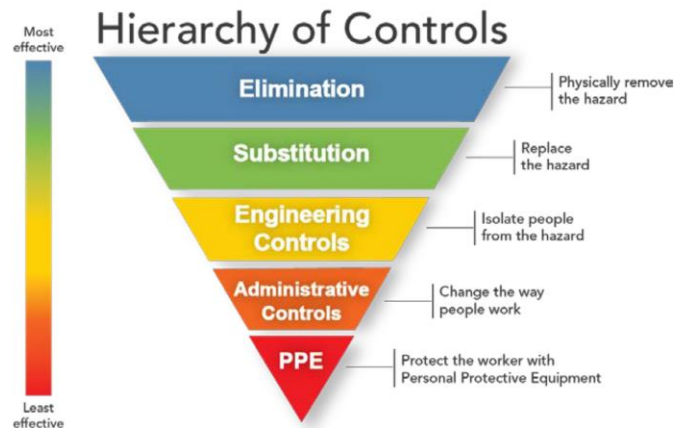 Hierarchy of Controls
Most
effective
Elimination
Physically remove
the hazard
Substitution
Replace
the hazard
Engineering
Controls
Isolate people
from the hazard
Administrative
Controls
Change the way
people work
PPE
Protect the worker with
Personal Protective Equipment
Least
effective